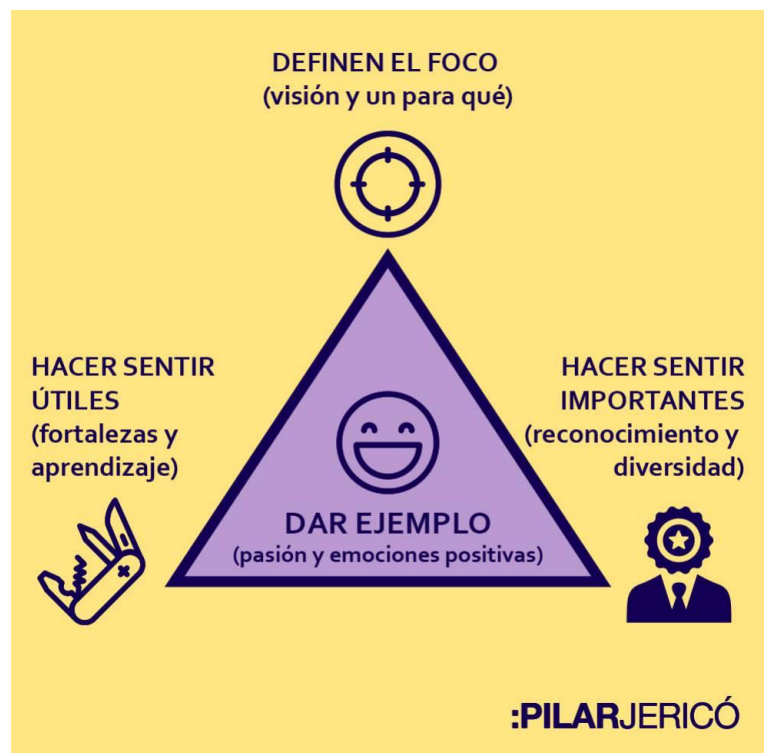 DEFINEN EL FOCO
(visión y un para qué)
HACER SENTIR
ÚTILES
(fortalezas y
aprendizaje)
HACER SENTIR
IMPORTANTES
(reconocimiento y
diversidad)
DAR EJEMPLO
(pasión y emociones positivas)
:PILARJERICÓ